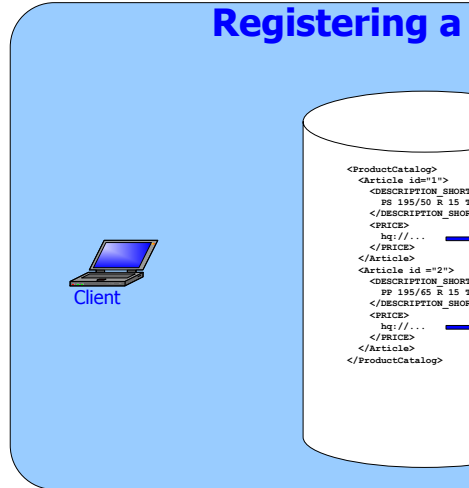 Registering a
<ProductCatalog>
<Article id="1">
<DESCRIPTION_SHORT
PS 195/50 R 15 T
</DESCRIPTION_SHOR
<PRICE>
hq://...
</PRICE>
</Article>
<Article id ="2">
<DESCRIPTION_SHORT
PP 195/65 R 15 T
</DESCRIPTION_SHOR
<PRICE>
hq://...
</PRICE>
</Article>
</ProductCatalog>
Client